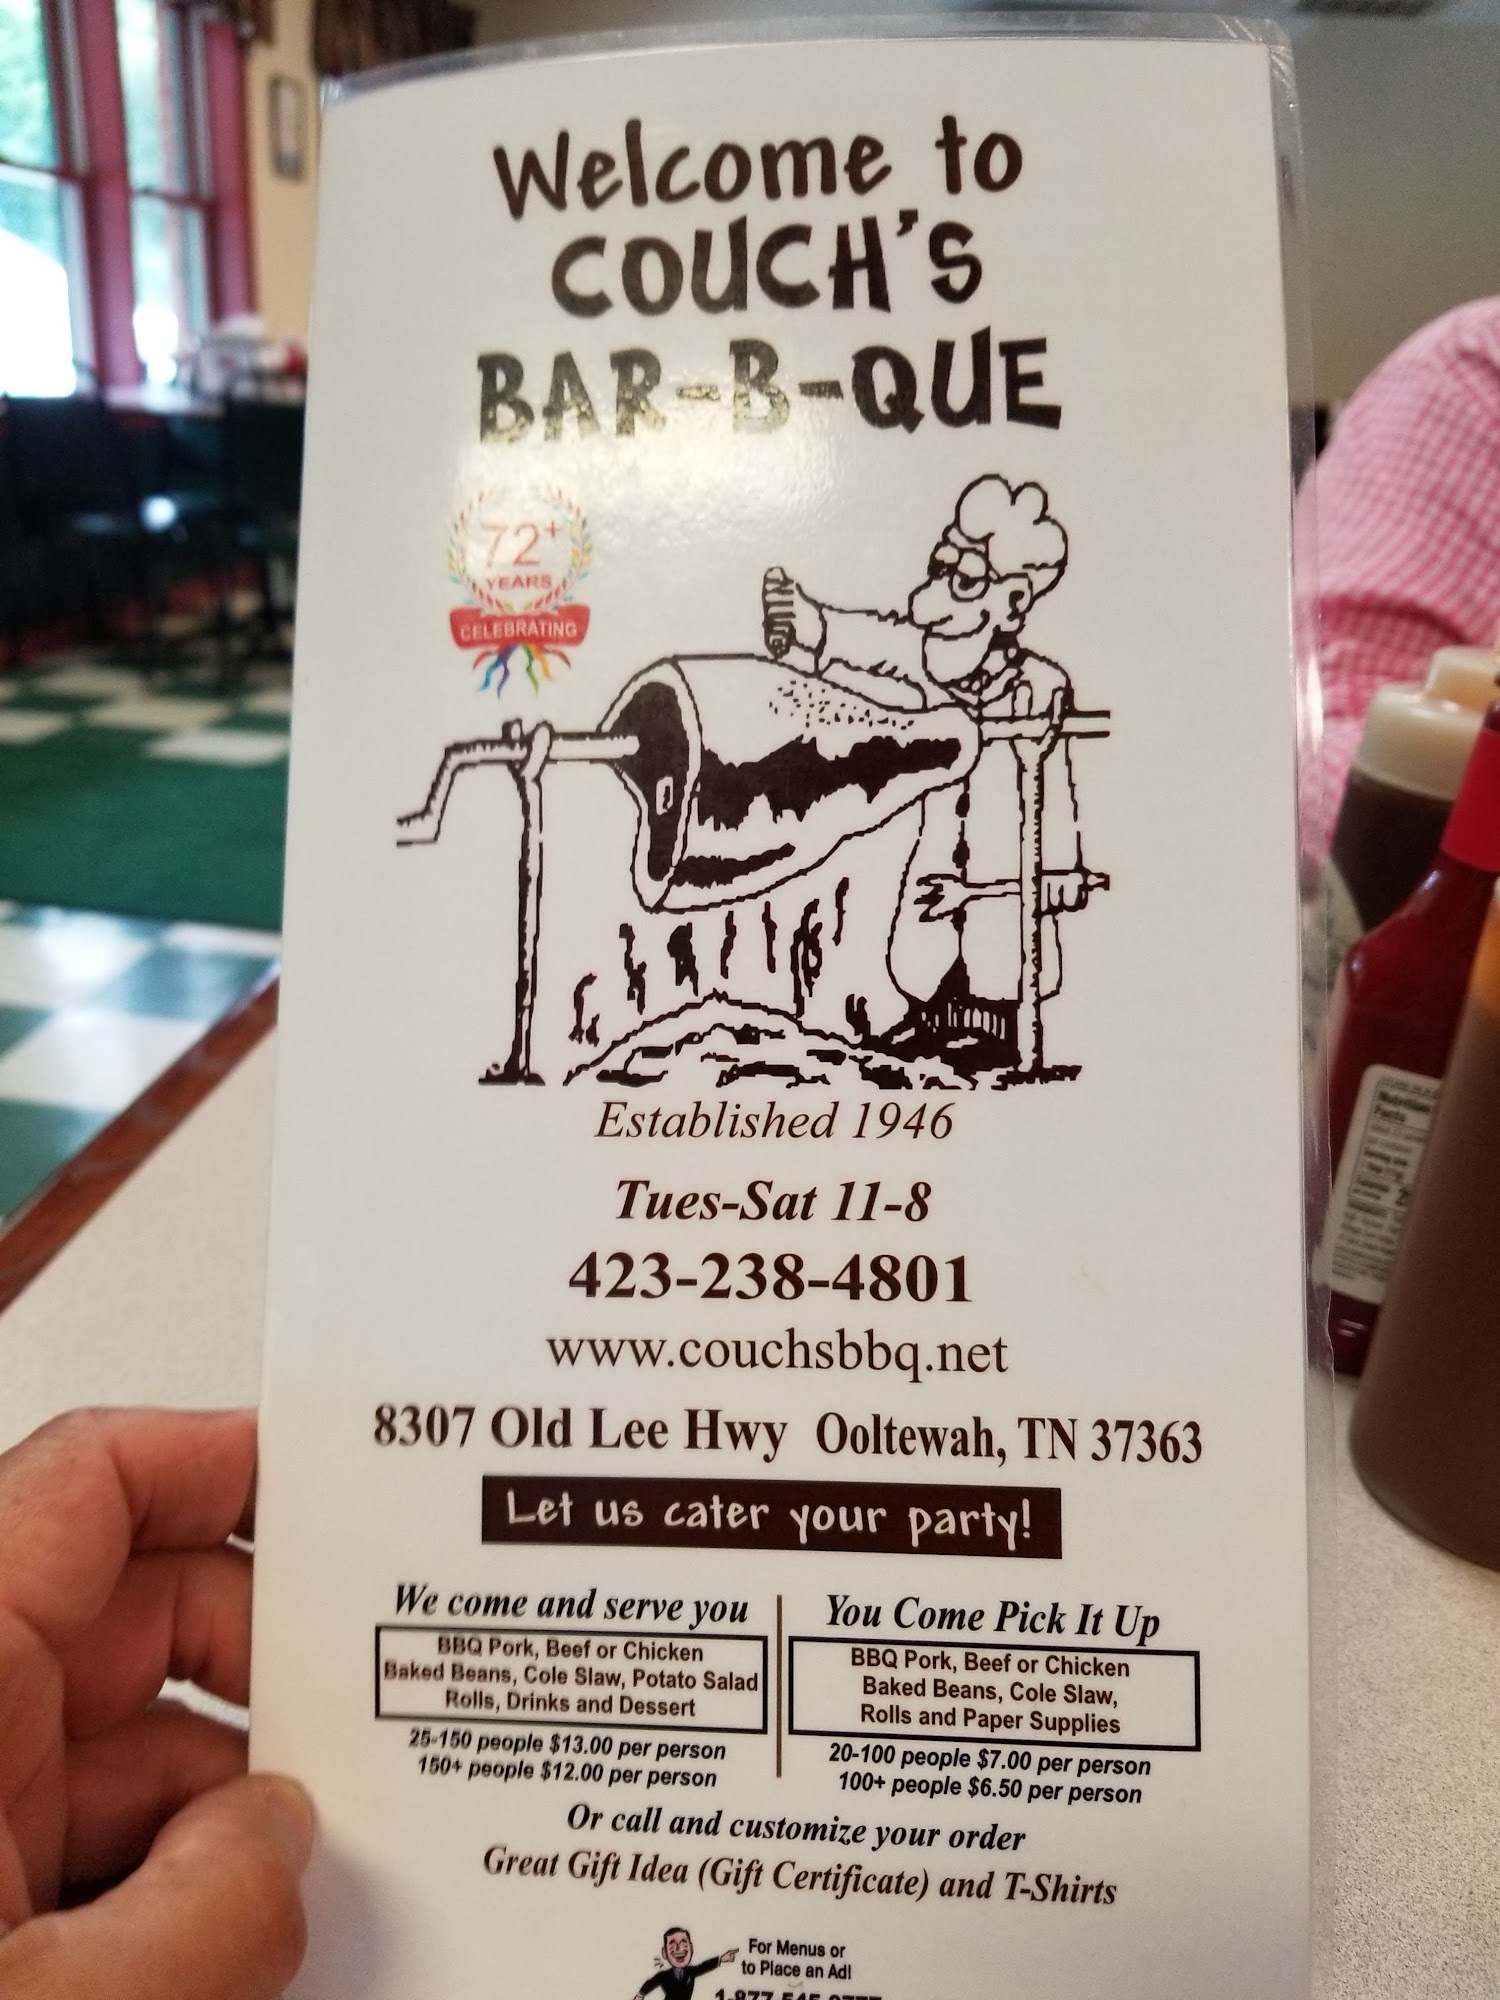 Welcome to
COUCH'S
BAR-B-QUE
72+
YEARS
CELEBRATING
Established 1946
Tues-Sat 11-8
423-238-4801
www.couchsbbq.net
8307 Old Lee Hwy Ooltewah, TN 37363
Let us cater your party!
We come and serve you
BBQ Pork, Beef or Chicken
Baked Beans, Cole Slaw, Potato Salad
Rolls, Drinks and Dessert
25-150 people $13.00 per person
150+ people $12.00 per person
You Come Pick It Up
BBQ Pork, Beef or Chicken
Baked Beans, Cole Slaw,
Rolls and Paper Supplies
20-100 people $7.00 per person
100+ people $6.50 per person
Or call and customize your order
Great Gift Idea (Gift Certificate) and T-Shirts
For Menus or
to Place an Ad!
Nutrition
Facts